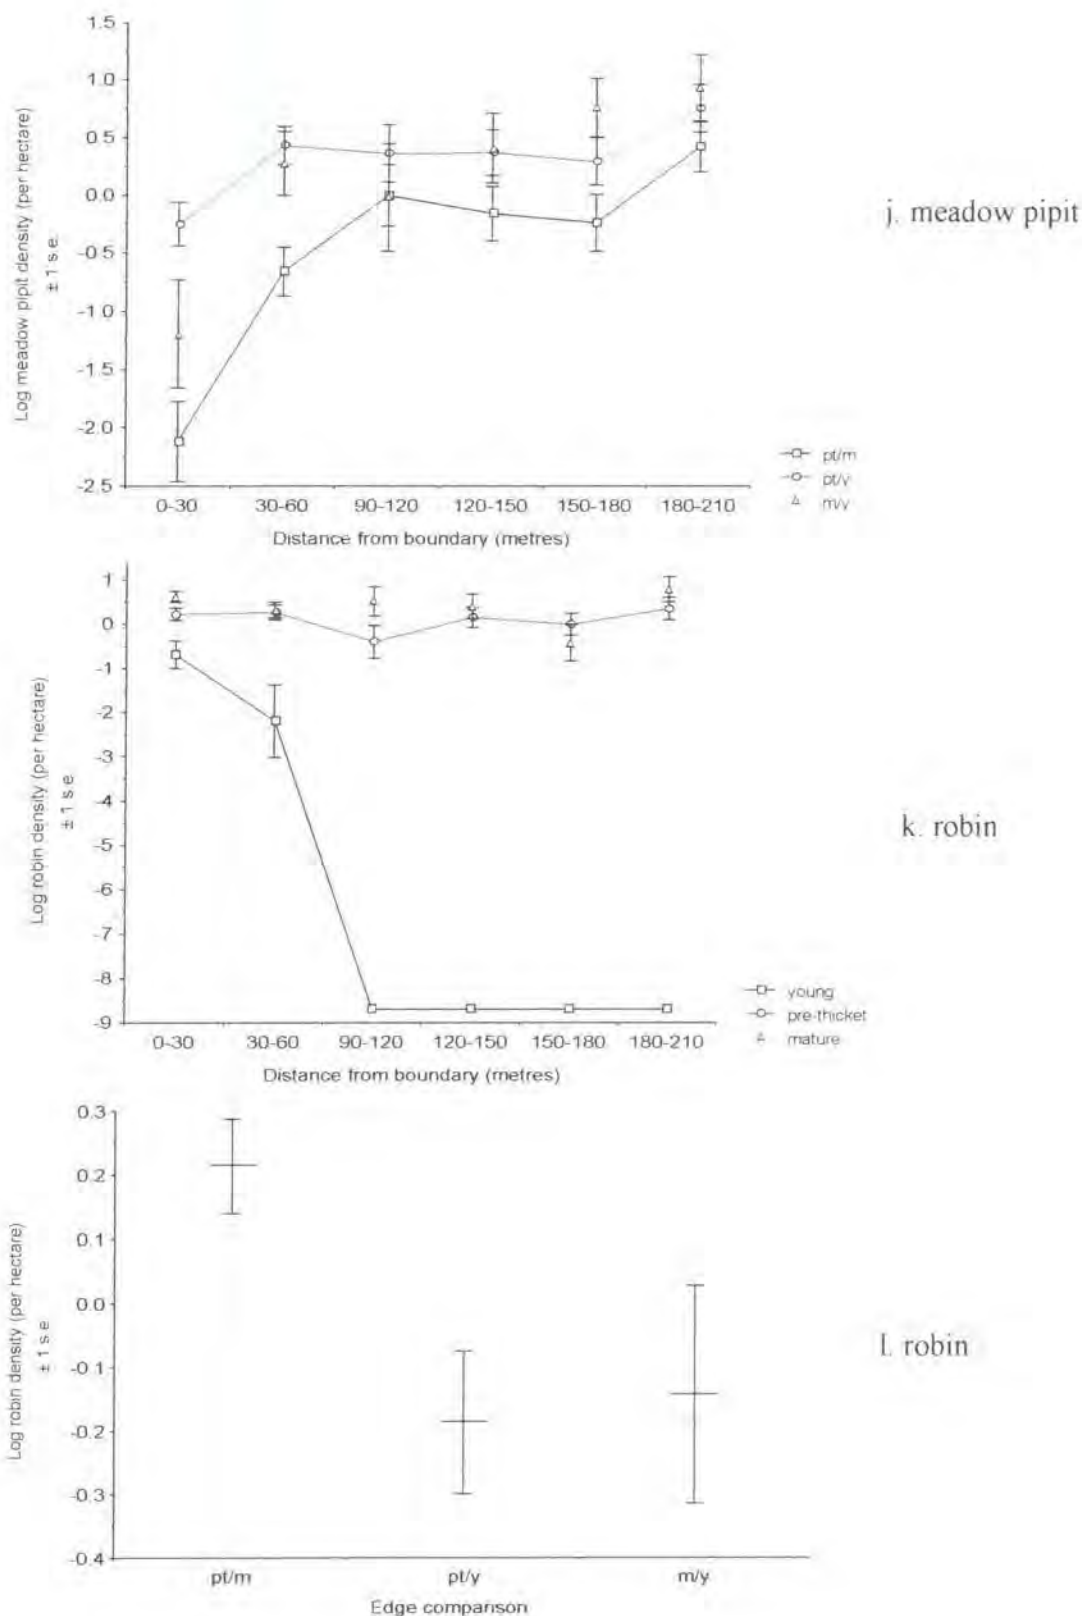 1.5
1.0
0.5
0.0
-0.5
-1.0
-1.5
-2.0
-2.5
Log meadow pipit density (per hectare)
± 1 s.e.
0-30 30-60 90-120 120-150 150-180 180-210
Distance from boundary (metres)
pt/m
pt/y
m/y
j. meadow pipit
1
0
-1
-2
-3
-4
-5
-6
-7
-8
-9
Log robin density (per hectare)
± 1 s.e
0-30 30-60 90-120 120-150 150-180 180-210
Distance from boundary (metres)
young
pre-thicket
mature
k. robin
0.3
0.2
0.1
0.0
-0.1
-0.2
-0.3
-0.4
Log robin density (per hectare)
± 1 s.e
pt/m pt/y m/y
Edge comparison
l. robin